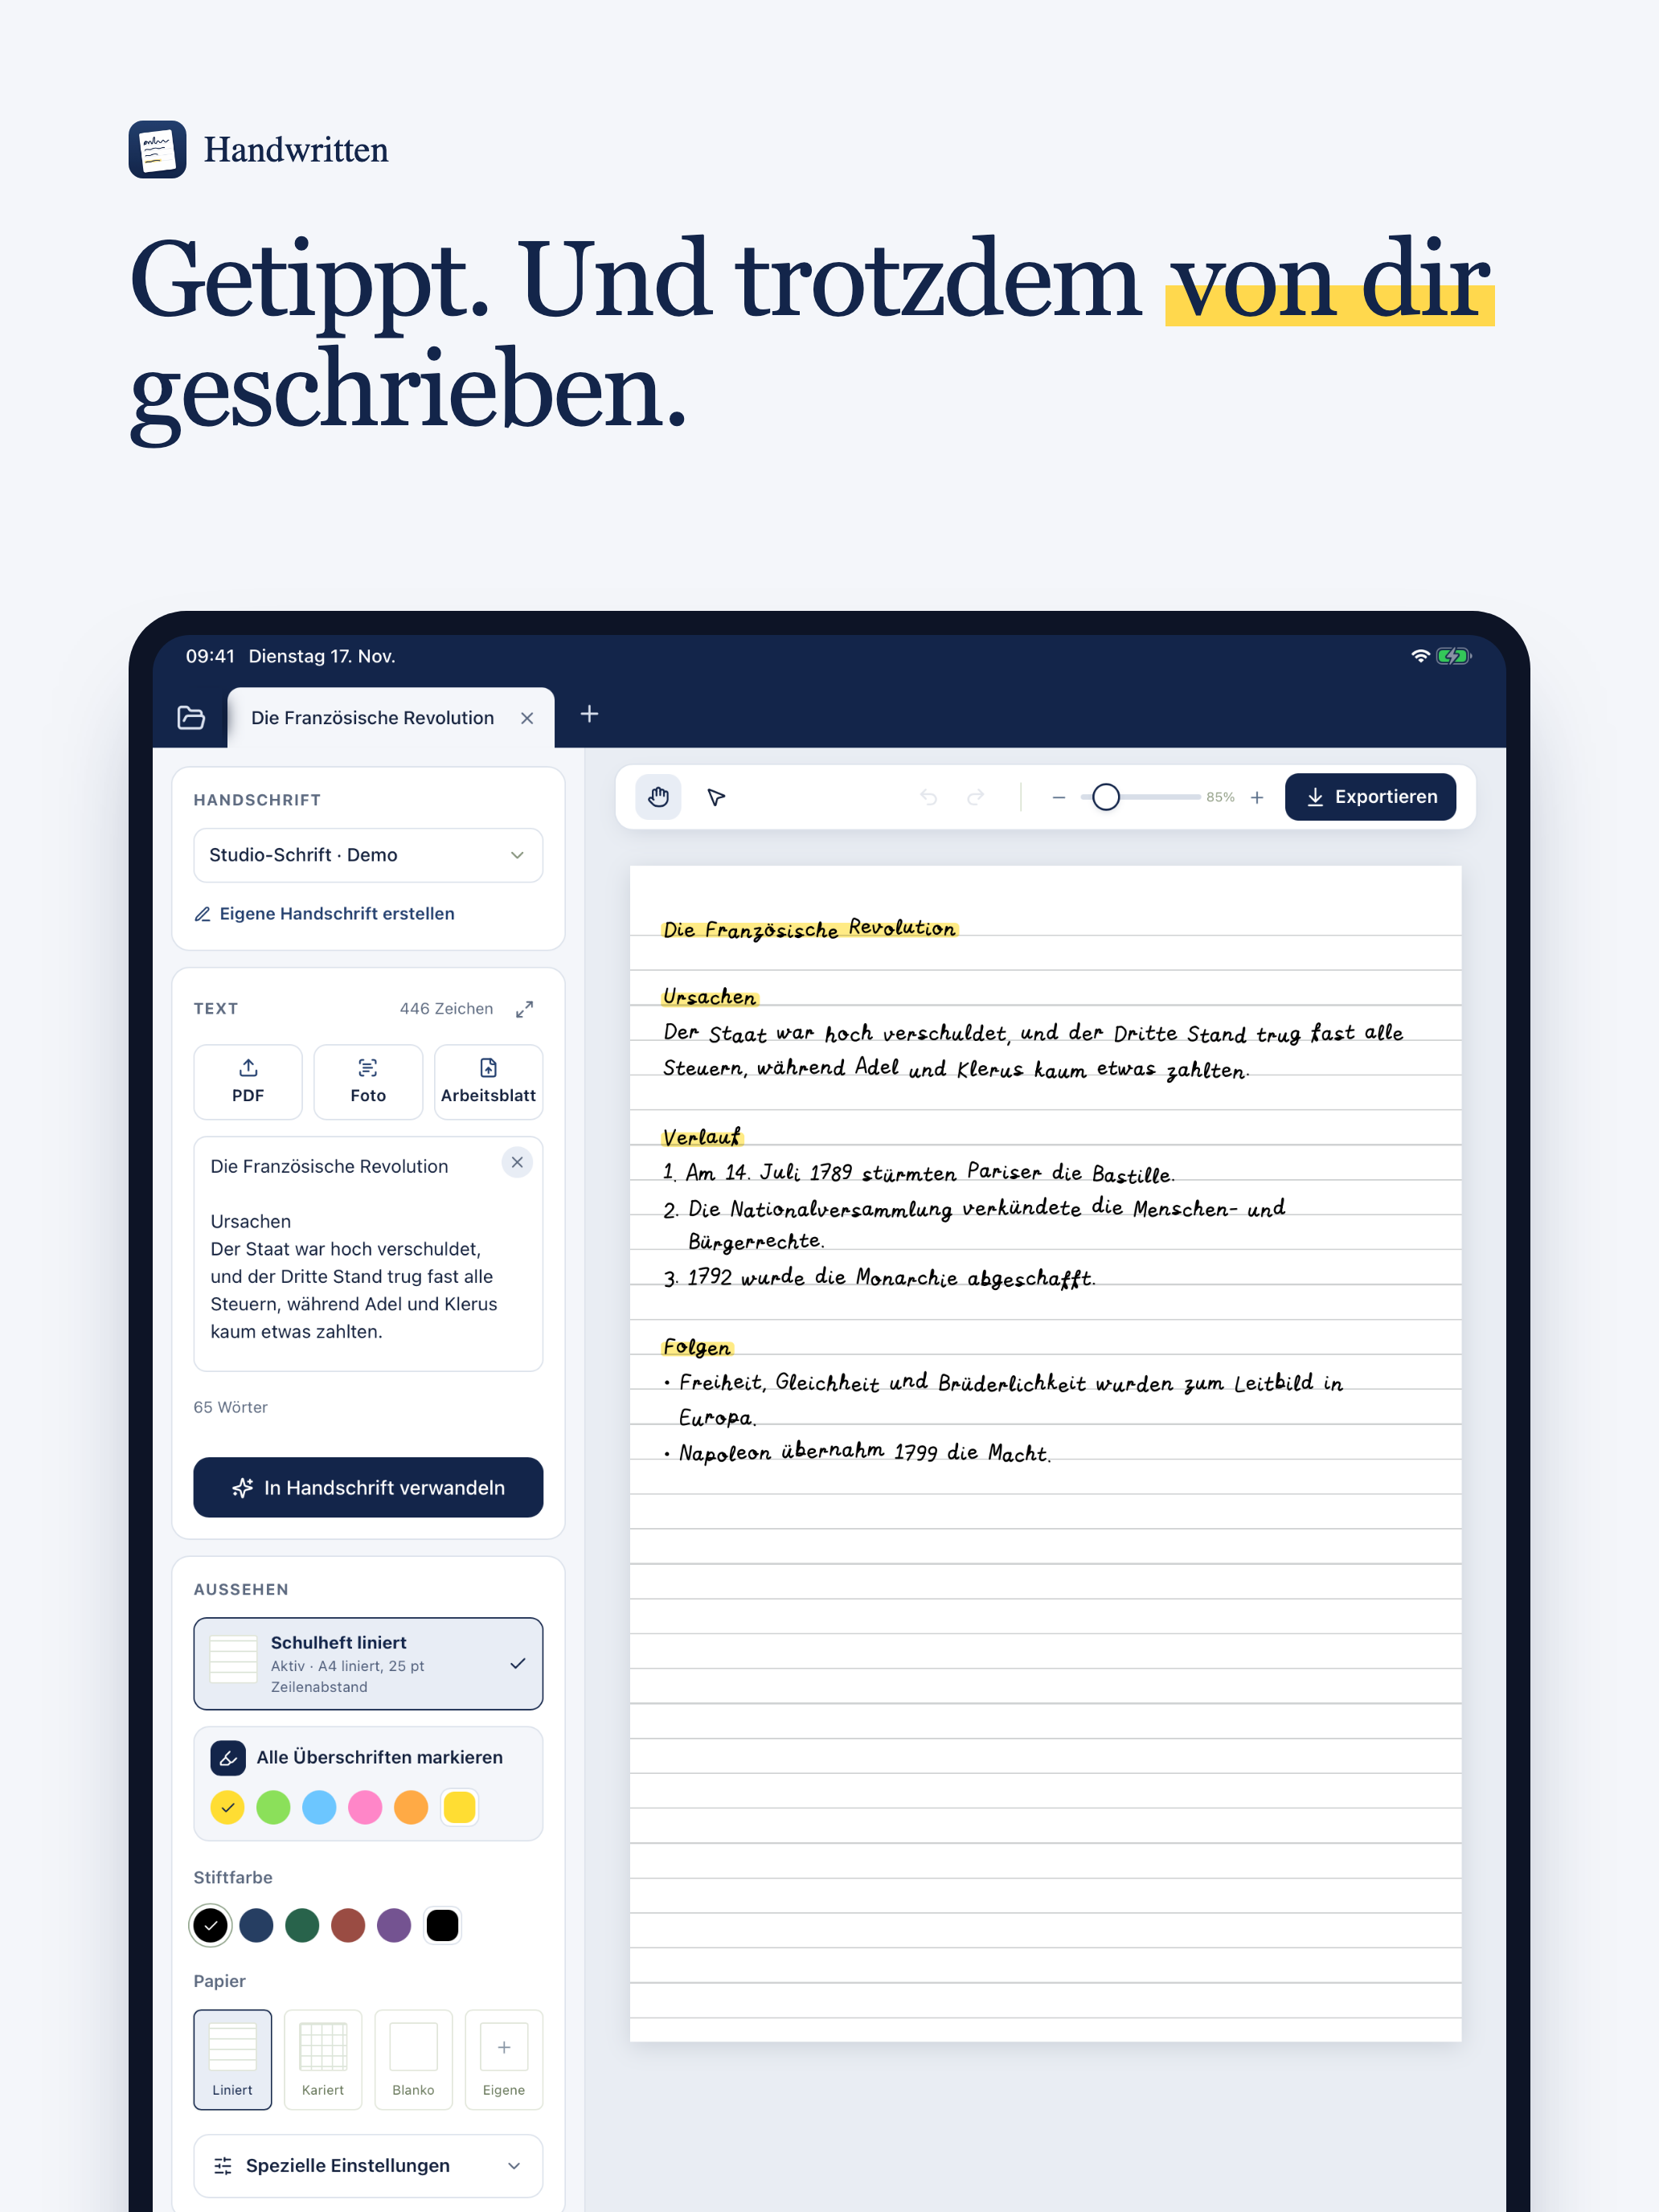 Handwritten
Getippt. Und trotzdem von dir
geschrieben.
09:41 Dienstag 17. Nov.
Die Französische Revolution
HANDSCHRIFT
Studio-Schrift · Demo
Eigene Handschrift erstellen
TEXT 446 Zeichen
PDF Foto Arbeitsblatt
Die Französische Revolution
Ursachen
Der Staat war hoch verschuldet,
und der Dritte Stand trug fast alle
Steuern, während Adel und Klerus
kaum etwas zahlten.
65 Wörter
In Handschrift verwandeln
AUSSEHEN
Schulheft liniert
Aktiv · A4 liniert, 25 pt
Zeilenabstand
Alle Überschriften markieren
Stiftfarbe
Papier
Liniert Kariert Blanko Eigene
Spezielle Einstellungen
85% Exportieren
Die Französische Revolution
Ursachen
Der Staat war hoch verschuldet, und der Dritte Stand trug fast alle
Steuern, während Adel und Klerus kaum etwas zahlten.
Verlauf
1. Am 14. Juli 1789 stürmten Pariser die Bastille.
2. Die Nationalversammlung verkündete die Menschen- und
Bürgerrechte.
3. 1792 wurde die Monarchie abgeschafft.
Folgen
• Freiheit, Gleichheit und Brüderlichkeit wurden zum Leitbild in
Europa.
• Napoleon übernahm 1799 die Macht.